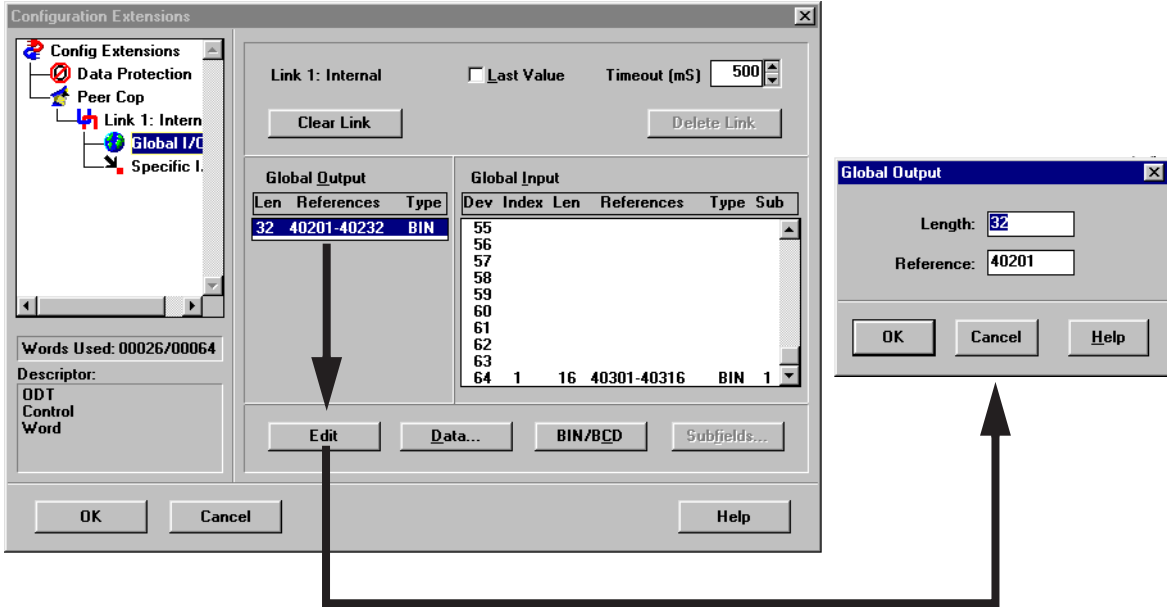 Configuration Extensions
Config Extensions
Data Protection
Peer Cop
Link 1: Intern
Global I/O
Specific I.
Words Used: 00026/00064
Descriptor:
ODT
Control
Word
Link 1: Internal
Last Value
Timeout (mS)
500
Clear Link
Delete Link
Global Output
Len References Type
32 40201-40232 BIN
Global Input
Dev Index Len References Type Sub
55
56
57
58
59
60
61
62
63
64 1 16 40301-40316 BIN 1
Edit
Data...
BIN/BCD
Subfields...
OK
Cancel
Help
Global Output
Length: 32
Reference: 40201
OK
Cancel
Help